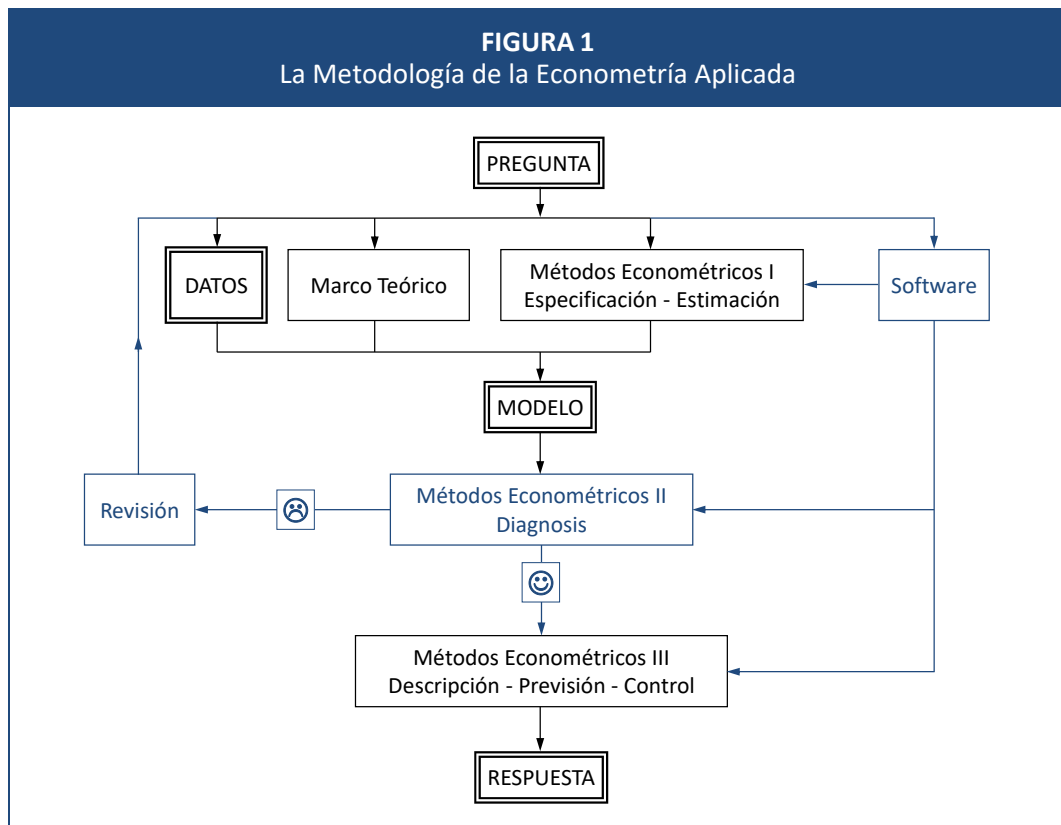 FIGURA 1
La Metodología de la Econometría Aplicada
PREGUNTA
DATOS
Marco Teórico
Métodos Econométricos I
Especificación - Estimación
Software
MODELO
Revisión
Métodos Econométricos II
Diagnosis
Métodos Econométricos III
Descripción - Previsión - Control
RESPUESTA